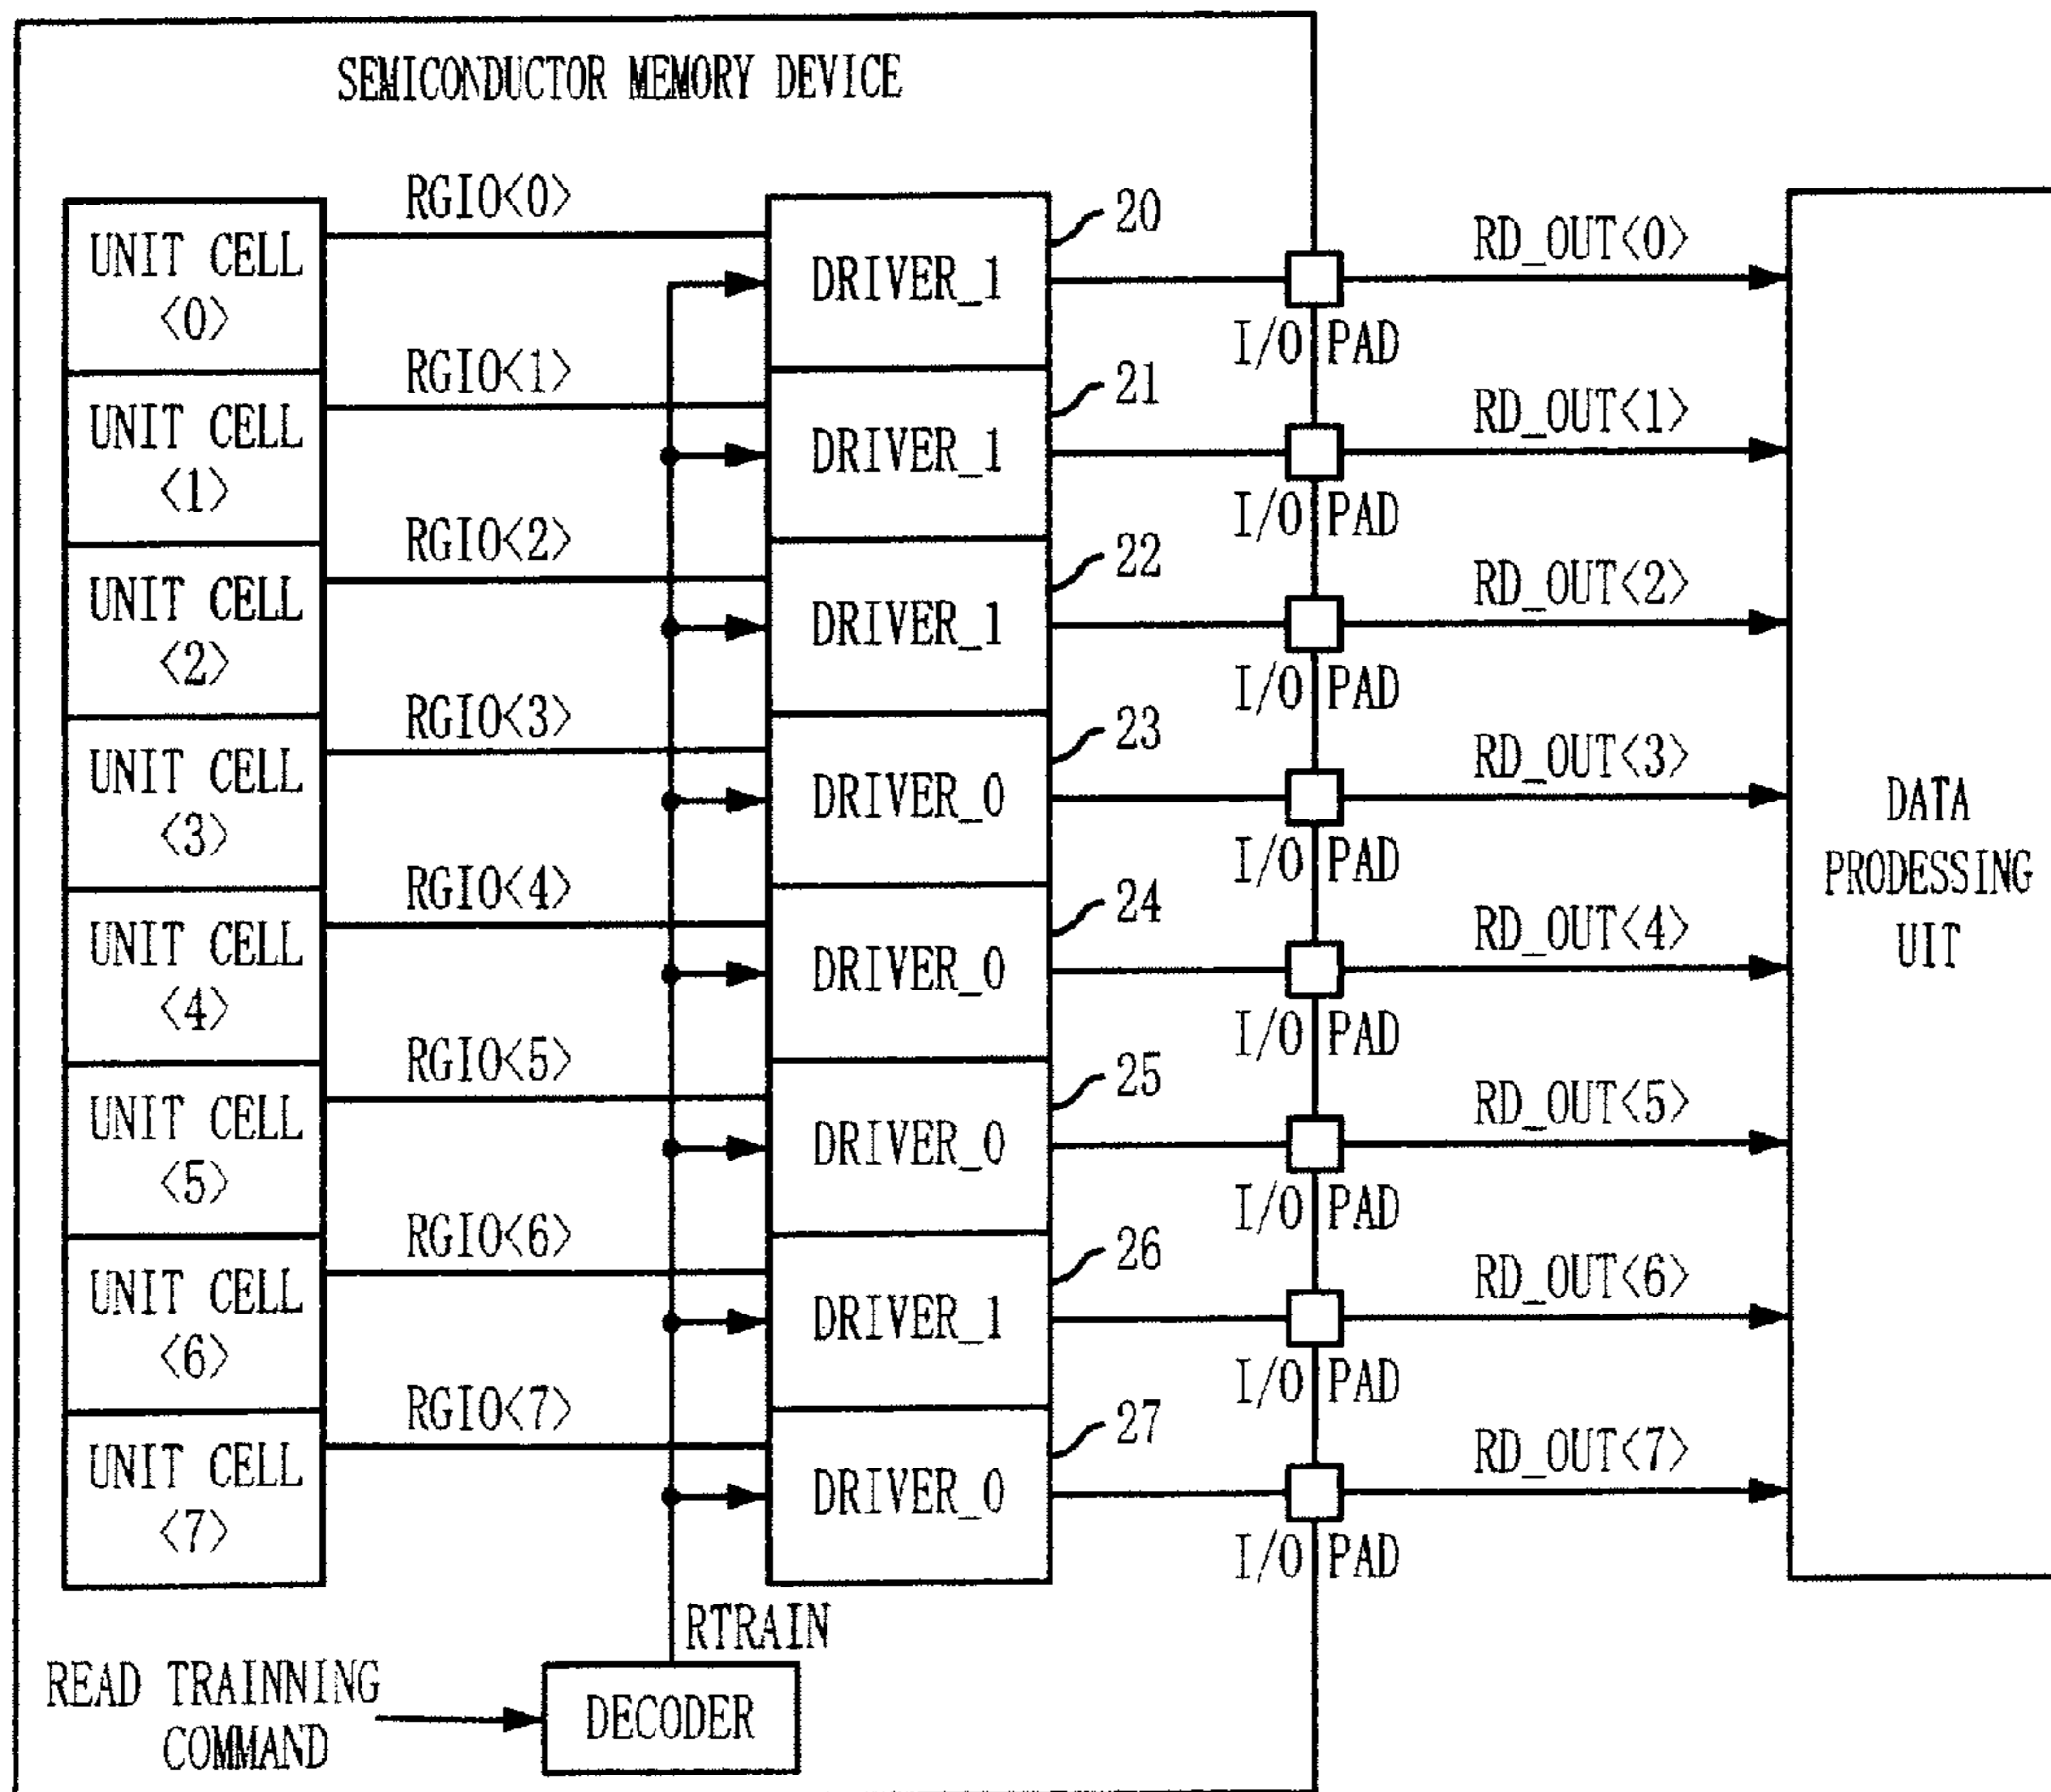 SEMICONDUCTOR MEMORY DEVICE
UNIT CELL
<0>
RGIO<0>
DRIVER_1
20
I/O PAD
RD_OUT<0>
UNIT CELL
<1>
RGIO<1>
DRIVER_1
21
I/O PAD
RD_OUT<1>
UNIT CELL
<2>
RGIO<2>
DRIVER_1
22
I/O PAD
RD_OUT<2>
UNIT CELL
<3>
RGIO<3>
DRIVER_0
23
I/O PAD
RD_OUT<3>
UNIT CELL
<4>
RGIO<4>
DRIVER_0
24
I/O PAD
RD_OUT<4>
UNIT CELL
<5>
RGIO<5>
DRIVER_0
25
I/O PAD
RD_OUT<5>
UNIT CELL
<6>
RGIO<6>
DRIVER_1
26
I/O PAD
RD_OUT<6>
UNIT CELL
<7>
RGIO<7>
DRIVER_0
27
I/O PAD
RD_OUT<7>
DATA
PRODESSING
UIT
RTRAIN
READ TRAINNING
COMMAND
DECODER